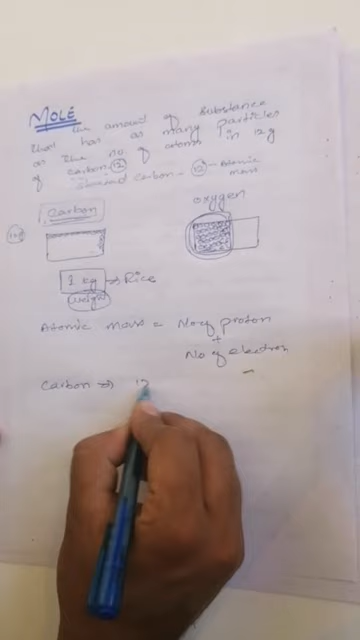 MOLE
The amount of substance
that has as many particles
as the no of atoms in 12g
of carbon-12
standard carbon - 12 - Atomic
mass
Carbon
oxygen
1 kg → Rice
weight
Atomic mass = No of proton
+
No of electron
Carbon ⇒ 12